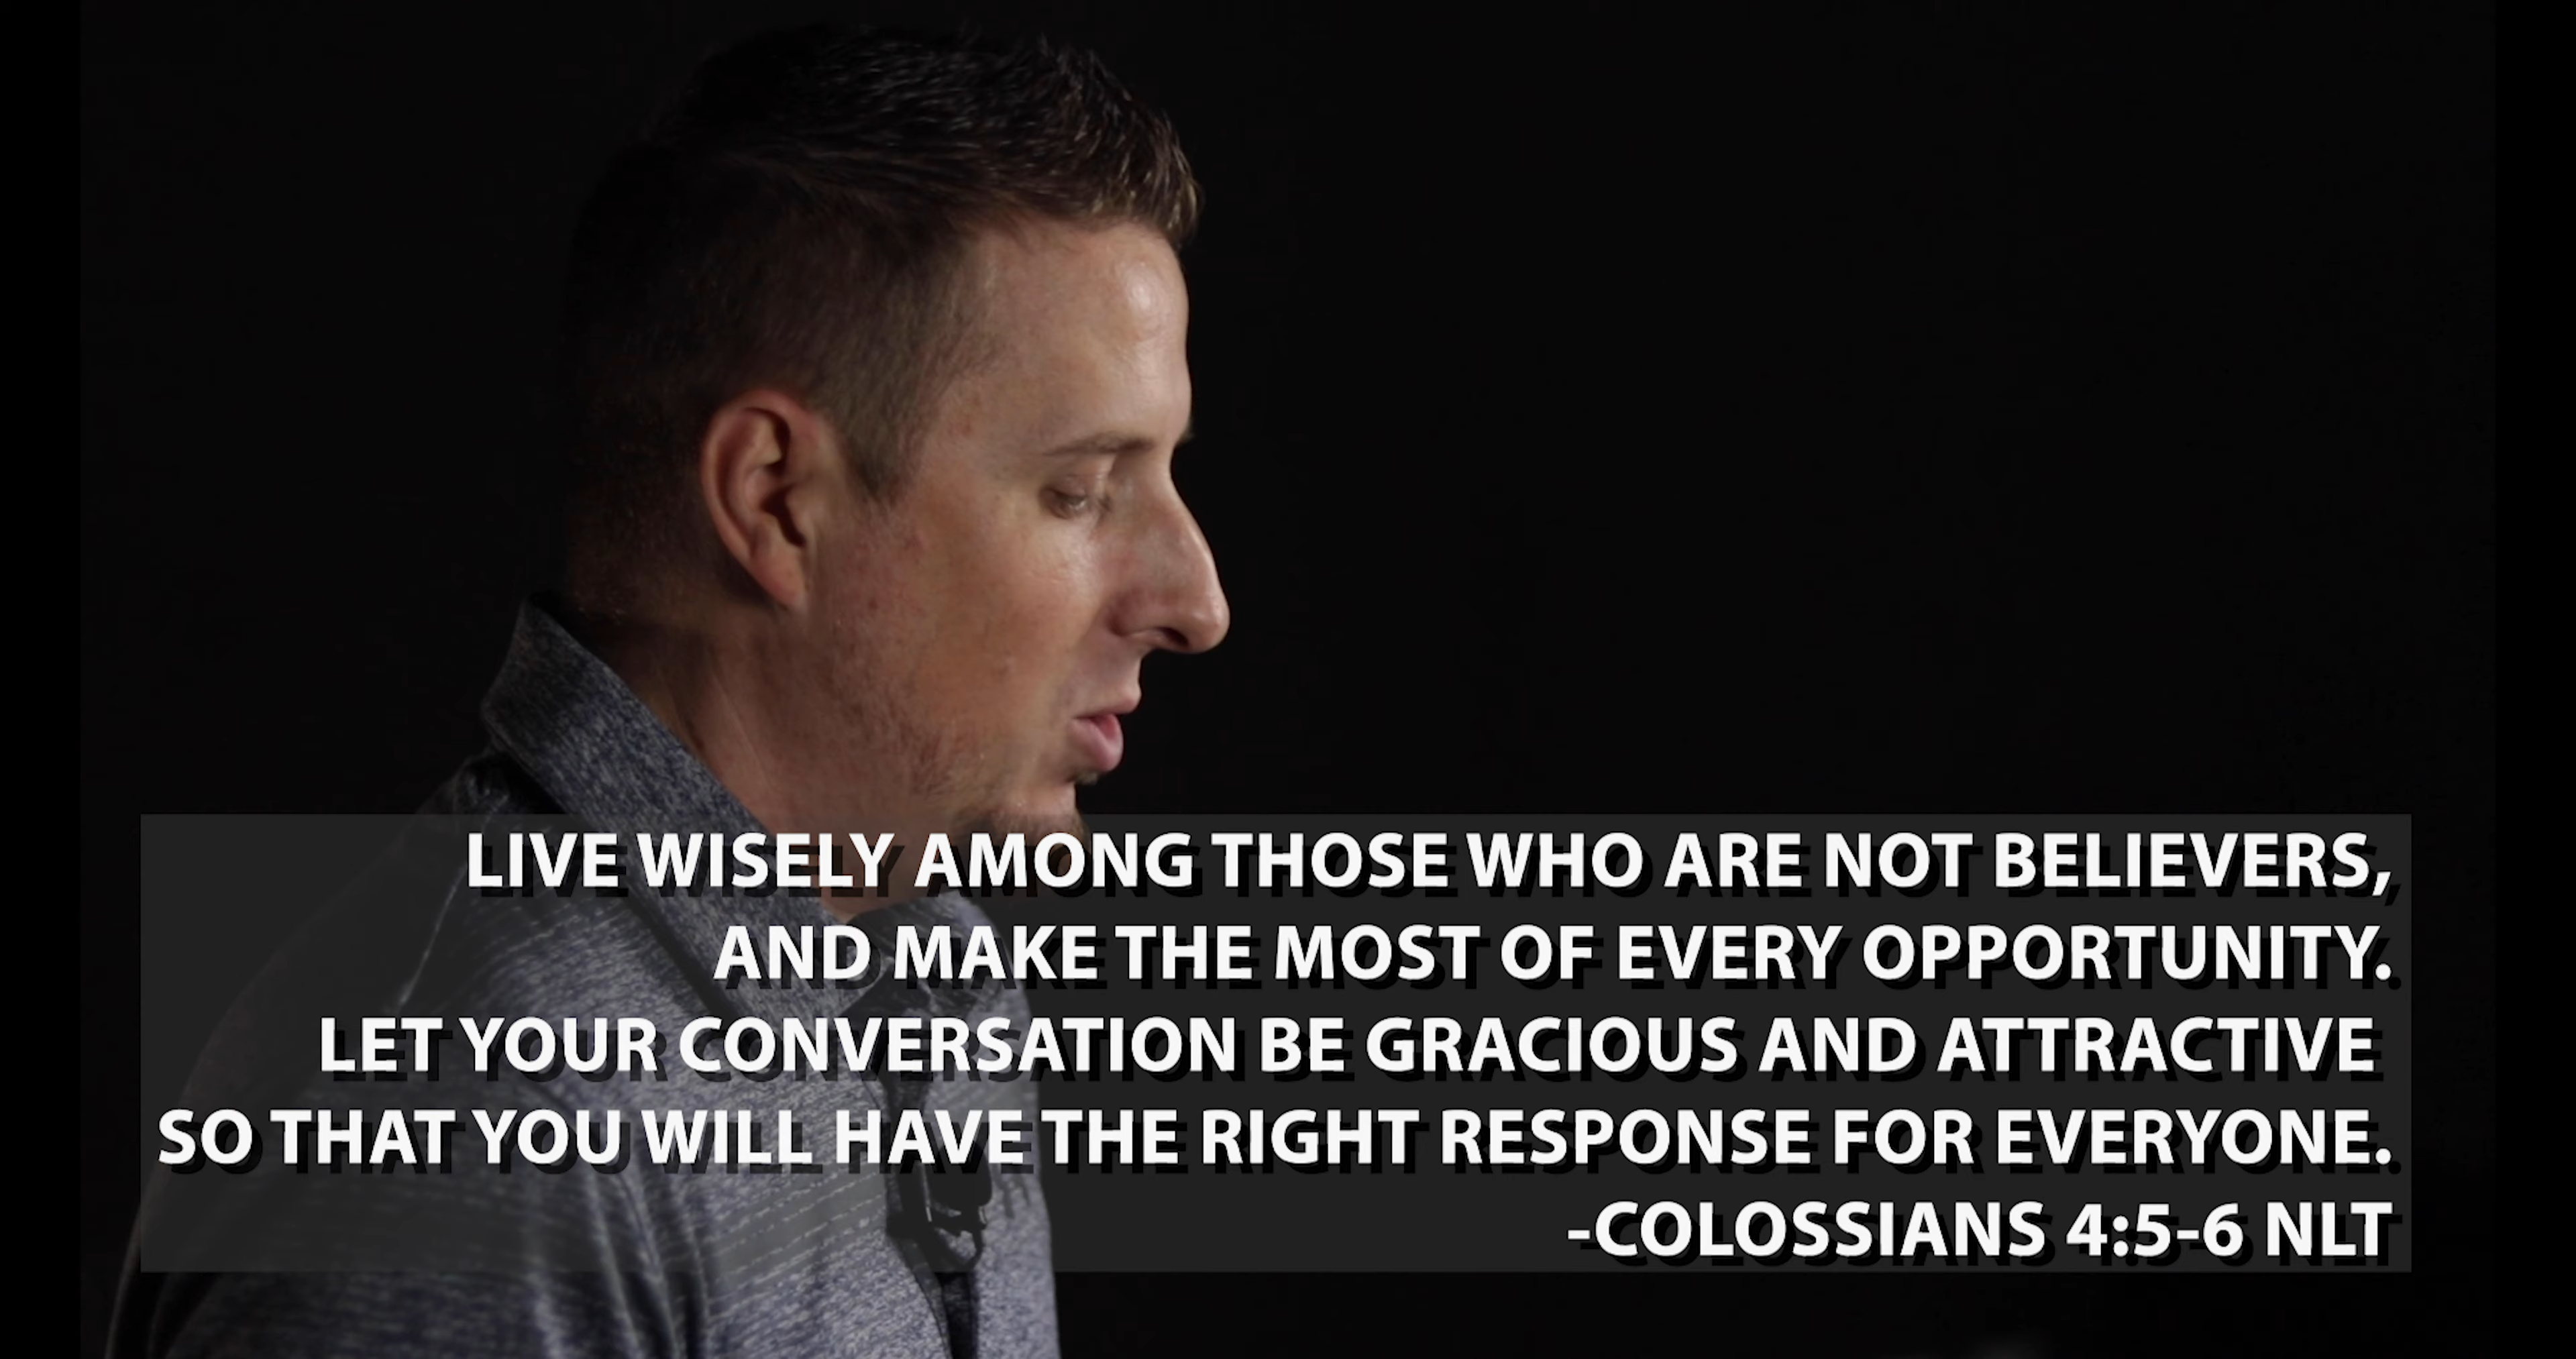 LIVE WISELY AMONG THOSE WHO ARE NOT BELIEVERS,
AND MAKE THE MOST OF EVERY OPPORTUNITY.
LET YOUR CONVERSATION BE GRACIOUS AND ATTRACTIVE
SO THAT YOU WILL HAVE THE RIGHT RESPONSE FOR EVERYONE.
-COLOSSIANS 4:5-6 NLT